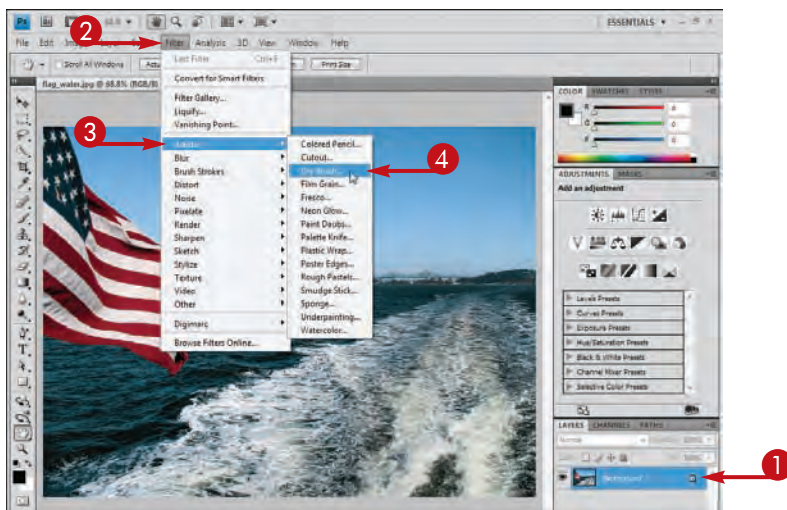 Ps Br ESSENTIALS
2
File Edit Filter Analysis 3D View Window Help
Scroll All Windows Print Size
flag_water.jpg @ 98.8% (RGB/8)
Last Filter Ctrl+F
Convert for Smart Filters
Filter Gallery...
Liquify...
Vanishing Point...
3
Artistic
Blur
Brush Strokes
Distort
Noise
Pixelate
Render
Sharpen
Sketch
Stylize
Texture
Video
Other
Digimarc
Browse Filters Online...
Colored Pencil...
Cutout...
Dry Brush...
4
Film Grain...
Fresco...
Neon Glow...
Paint Daubs...
Palette Knife...
Plastic Wrap...
Poster Edges...
Rough Pastels...
Smudge Stick...
Sponge...
Underpainting...
Watercolor...
COLOR SWATCHES STYLES
R
G
B
ADJUSTMENTS MASKS
Add an adjustment
Levels Presets
Curves Presets
Exposure Presets
Hue/Saturation Presets
Black & White Presets
Channel Mixer Presets
Selective Color Presets
LAYERS CHANNELS PATHS
Normal
Background
1